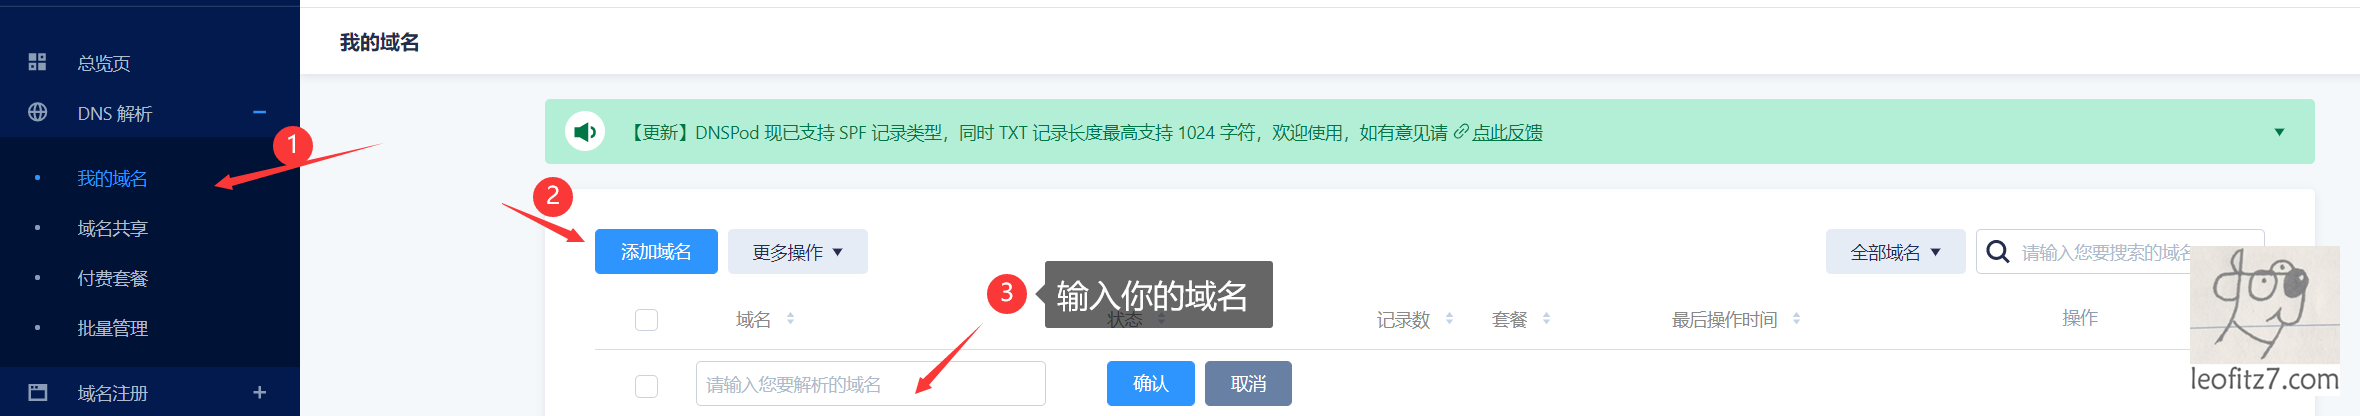 我的域名
总览页
DNS 解析
我的域名
域名共享
付费套餐
批量管理
域名注册
1
【更新】DNSPod 现已支持 SPF 记录类型，同时 TXT 记录长度最高支持 1024 字符，欢迎使用，如有意见请 点此反馈
2
添加域名 更多操作 全部域名 请输入您要搜索的域名
3 输入你的域名
域名 状态 记录数 套餐 最后操作时间 操作
请输入您要解析的域名 确认 取消
leofitz7.com